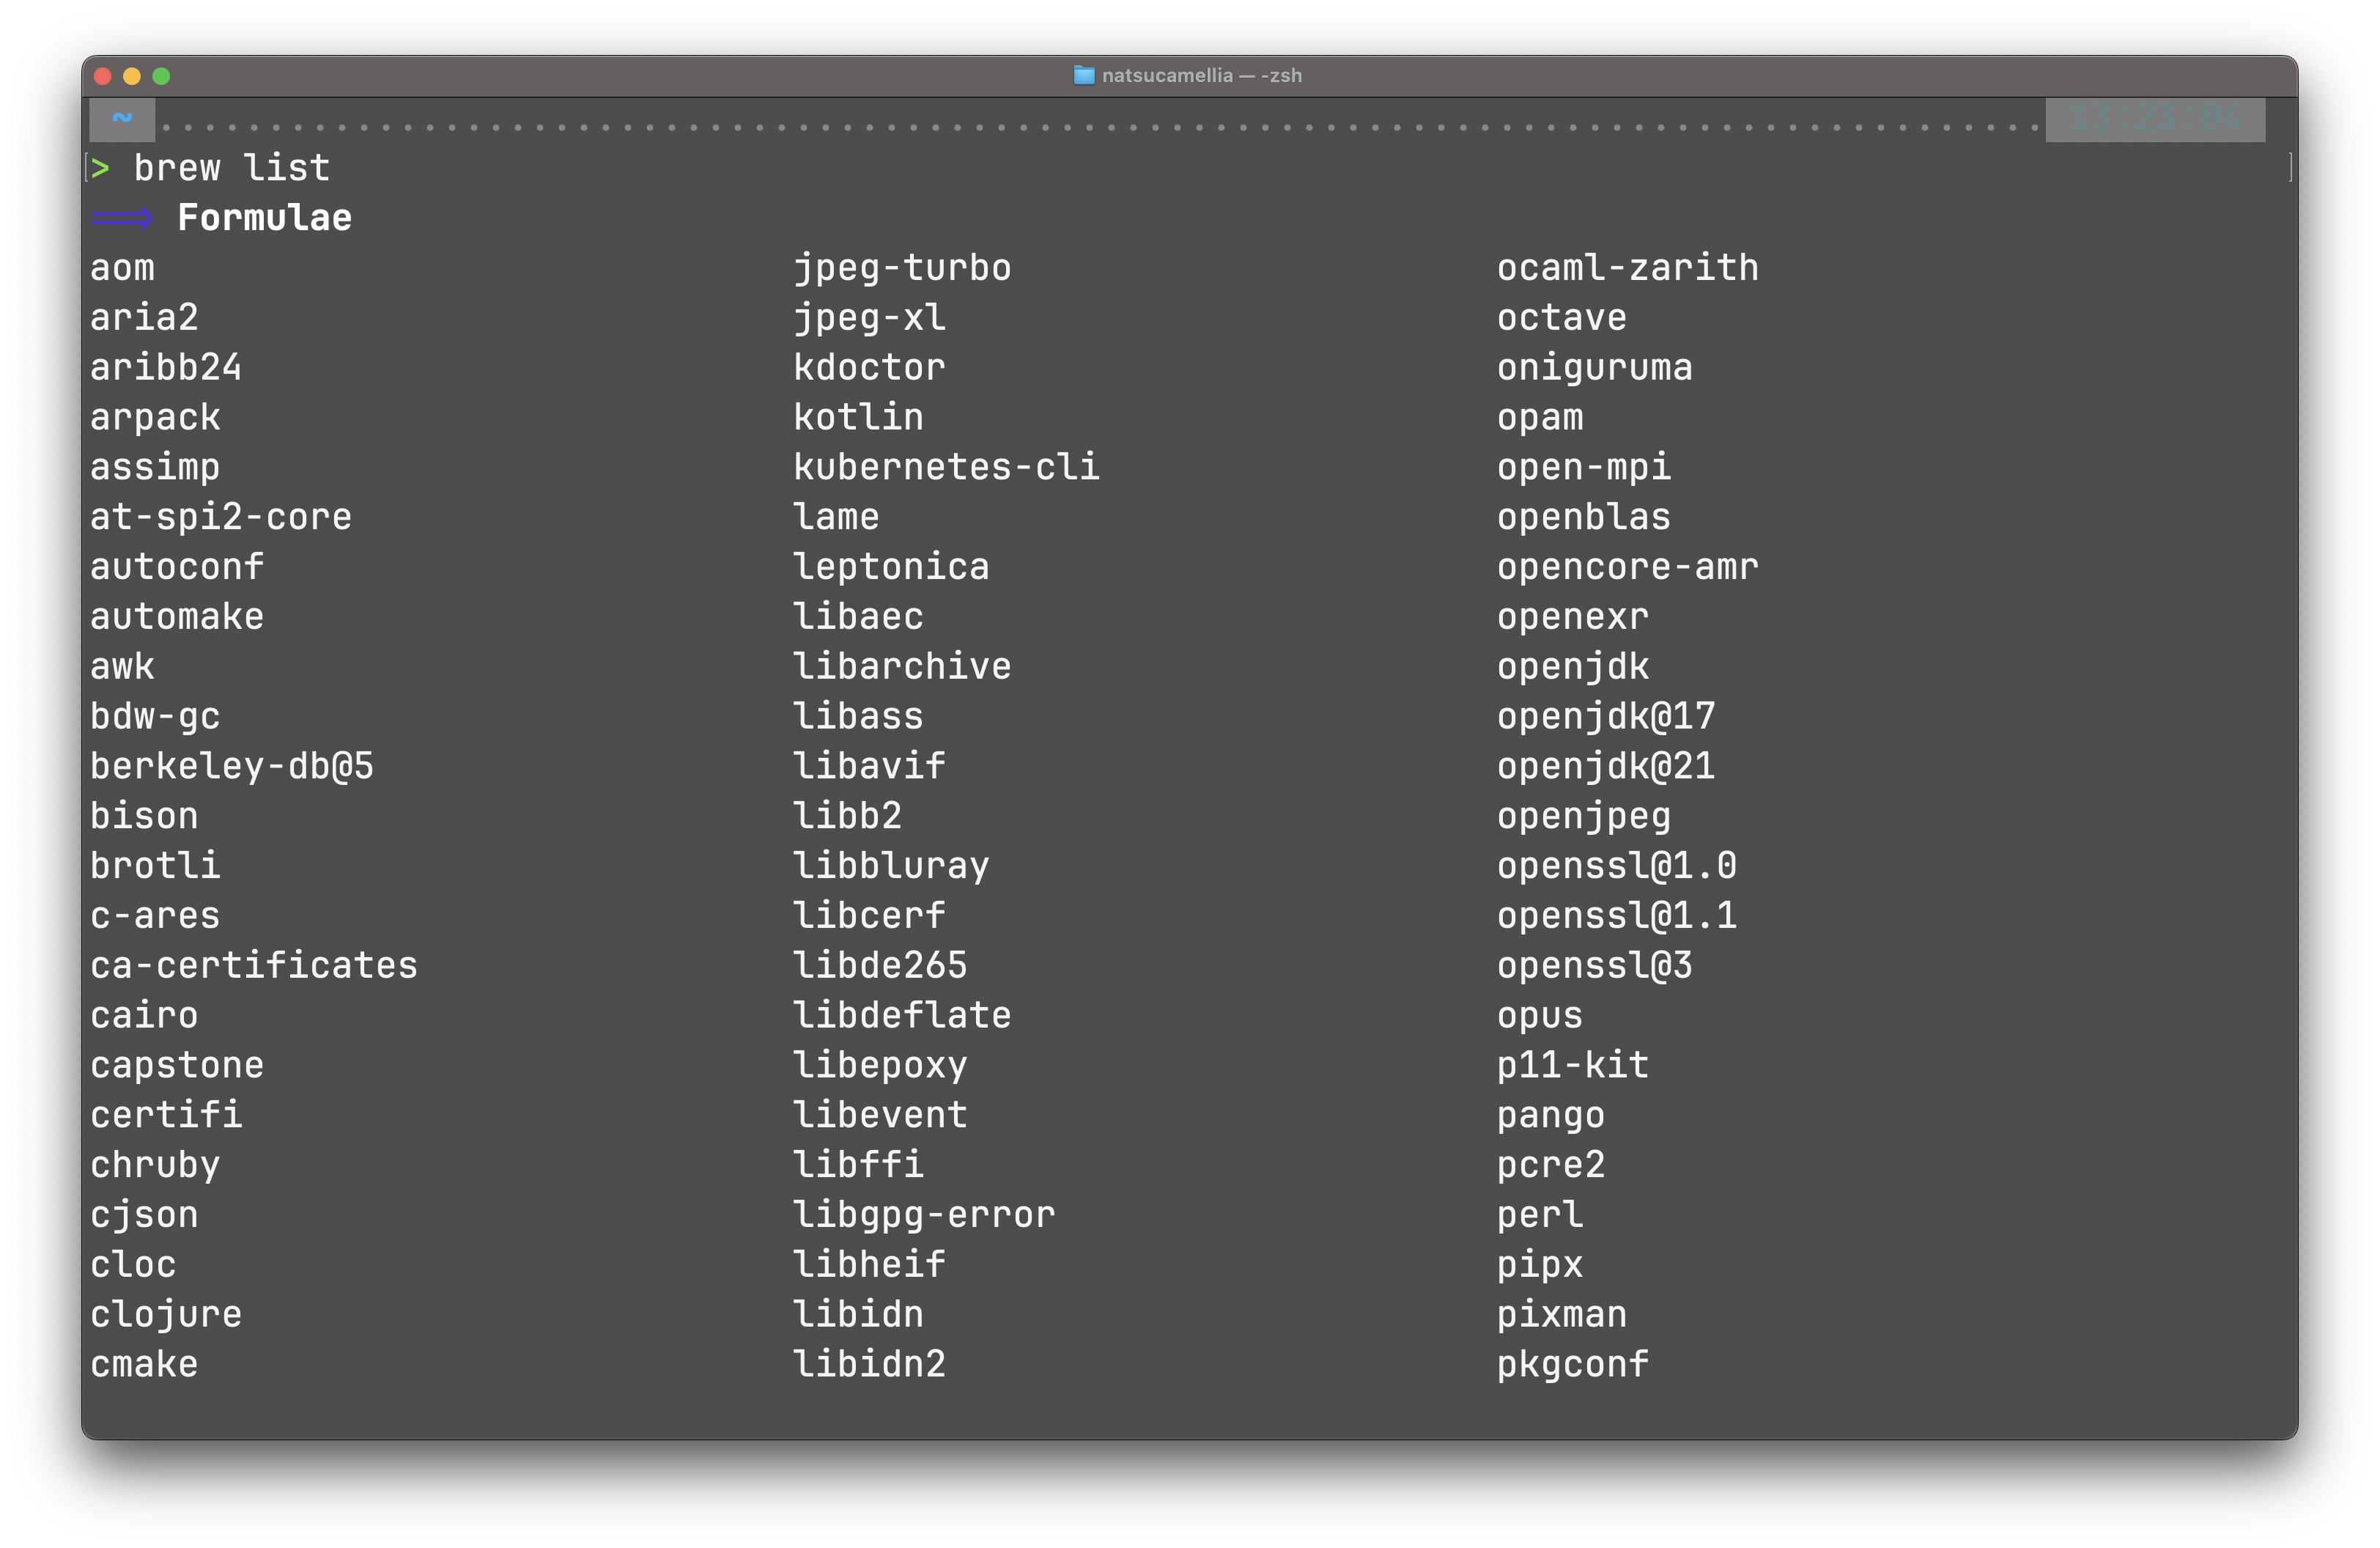 natsucamellia — -zsh
~ 13:23:04
> brew list
==> Formulae
aom jpeg-turbo ocaml-zarith
aria2 jpeg-xl octave
aribb24 kdoctor oniguruma
arpack kotlin opam
assimp kubernetes-cli open-mpi
at-spi2-core lame openblas
autoconf leptonica opencore-amr
automake libaec openexr
awk libarchive openjdk
bdw-gc libass openjdk@17
berkeley-db@5 libavif openjdk@21
bison libb2 openjpeg
brotli libbluray openssl@1.0
c-ares libcerf openssl@1.1
ca-certificates libde265 openssl@3
cairo libdeflate opus
capstone libepoxy p11-kit
certifi libevent pango
chruby libffi pcre2
cjson libgpg-error perl
cloc libheif pipx
clojure libidn pixman
cmake libidn2 pkgconf